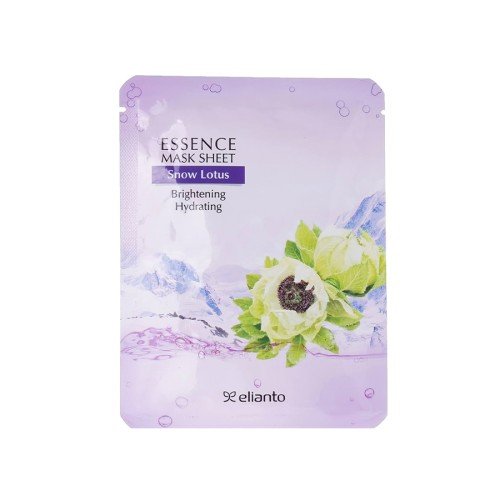 ESSENCE
MASK SHEET
Snow Lotus
Brightening
Hydrating
elianto